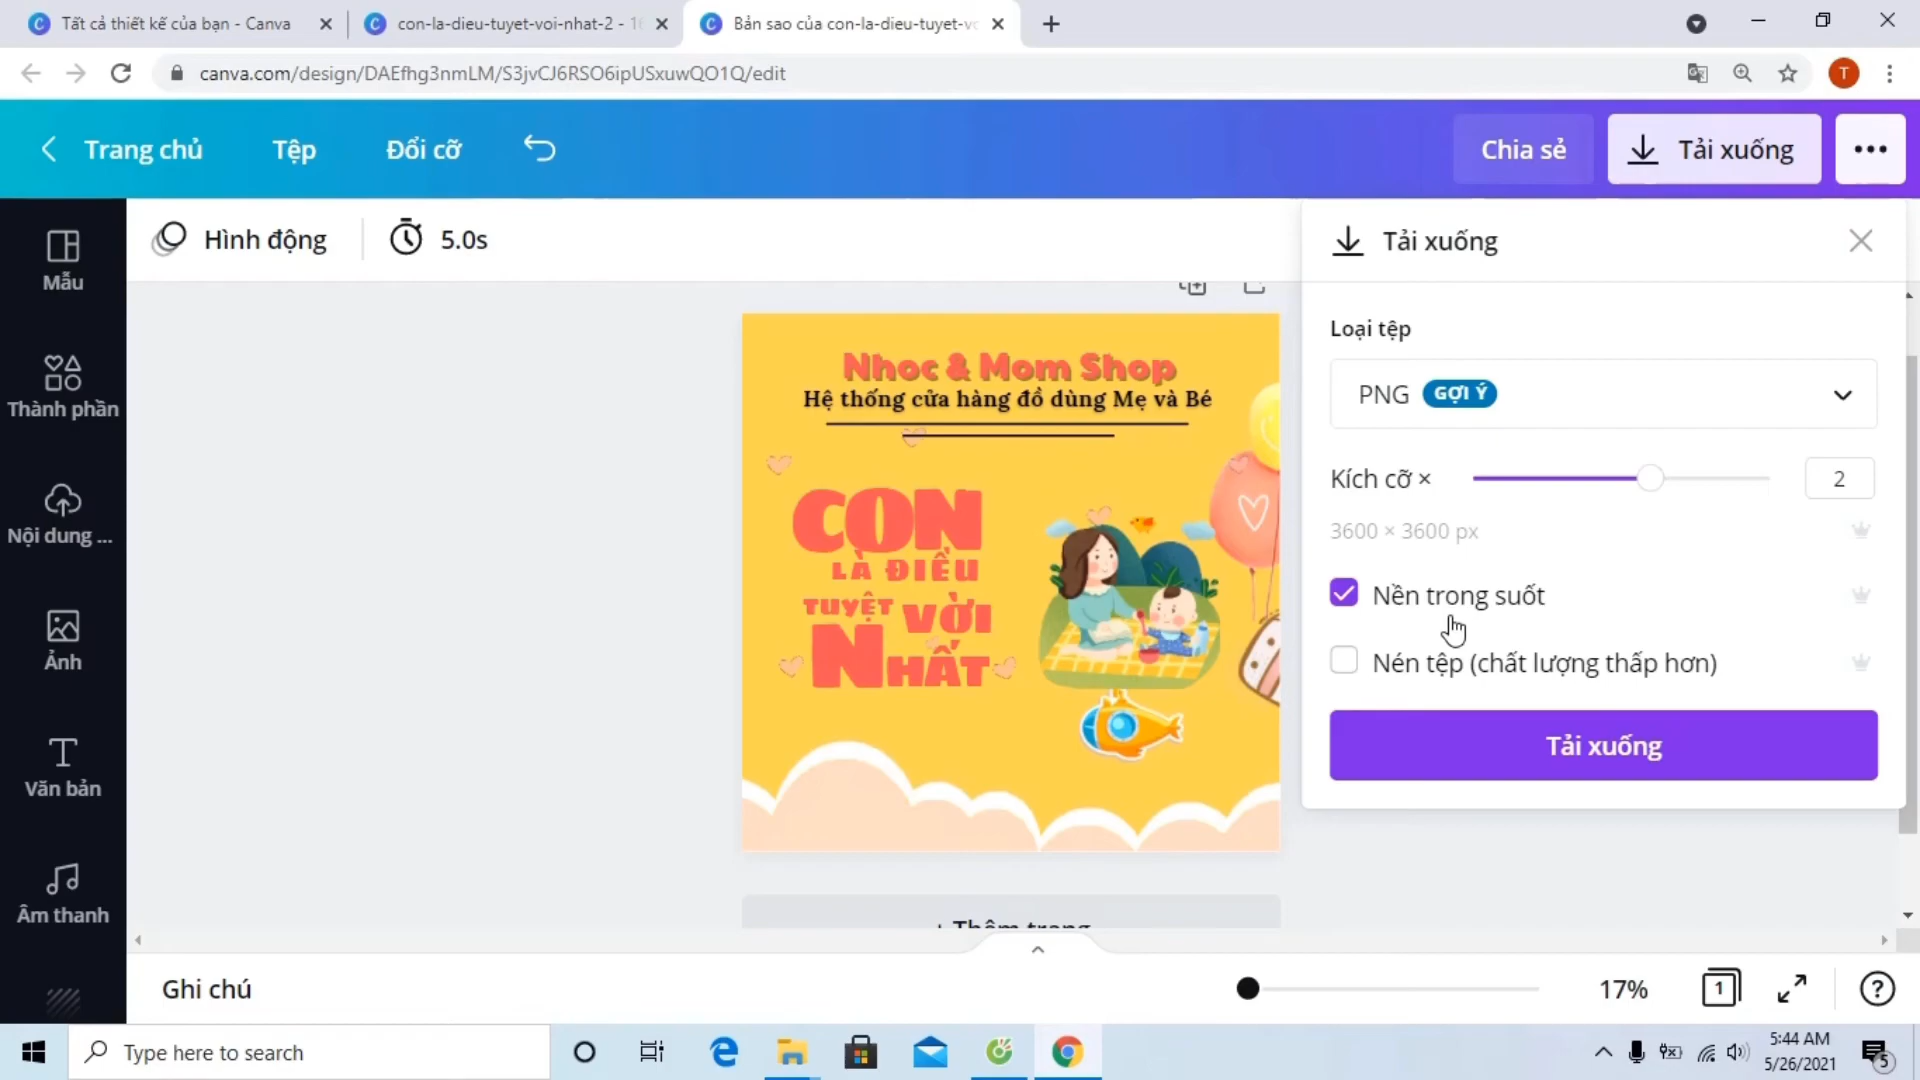 Tất cả thiết kế của bạn - Canva
con-la-dieu-tuyet-voi-nhat-2 - 1
Bản sao của con-la-dieu-tuyet-vo
canva.com/design/DAEfhg3nmLM/S3jvCJ6RSO6ipUSxuwQO1Q/edit
T
Trang chủ
Tệp
Đổi cỡ
Chia sẻ
Tải xuống
Mẫu
Thành phần
Nội dung ...
Ảnh
Văn bản
Âm thanh
Hình động
5.0s
Nhoc & Mom Shop
Hệ thống cửa hàng đồ dùng Mẹ và Bé
CON
LÀ ĐIỀU
TUYỆT VỜI
NHẤT
+ Thêm trang
Tải xuống
Loại tệp
PNG GỢI Ý
Kích cỡ × 2
3600 × 3600 px
Nền trong suốt
Nén tệp (chất lượng thấp hơn)
Tải xuống
Ghi chú
17%
1
?
Type here to search
5:44 AM
5/26/2021
5